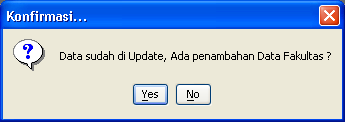 Konfirmasi...
Data sudah di Update, Ada penambahan Data Fakultas ?
Yes No